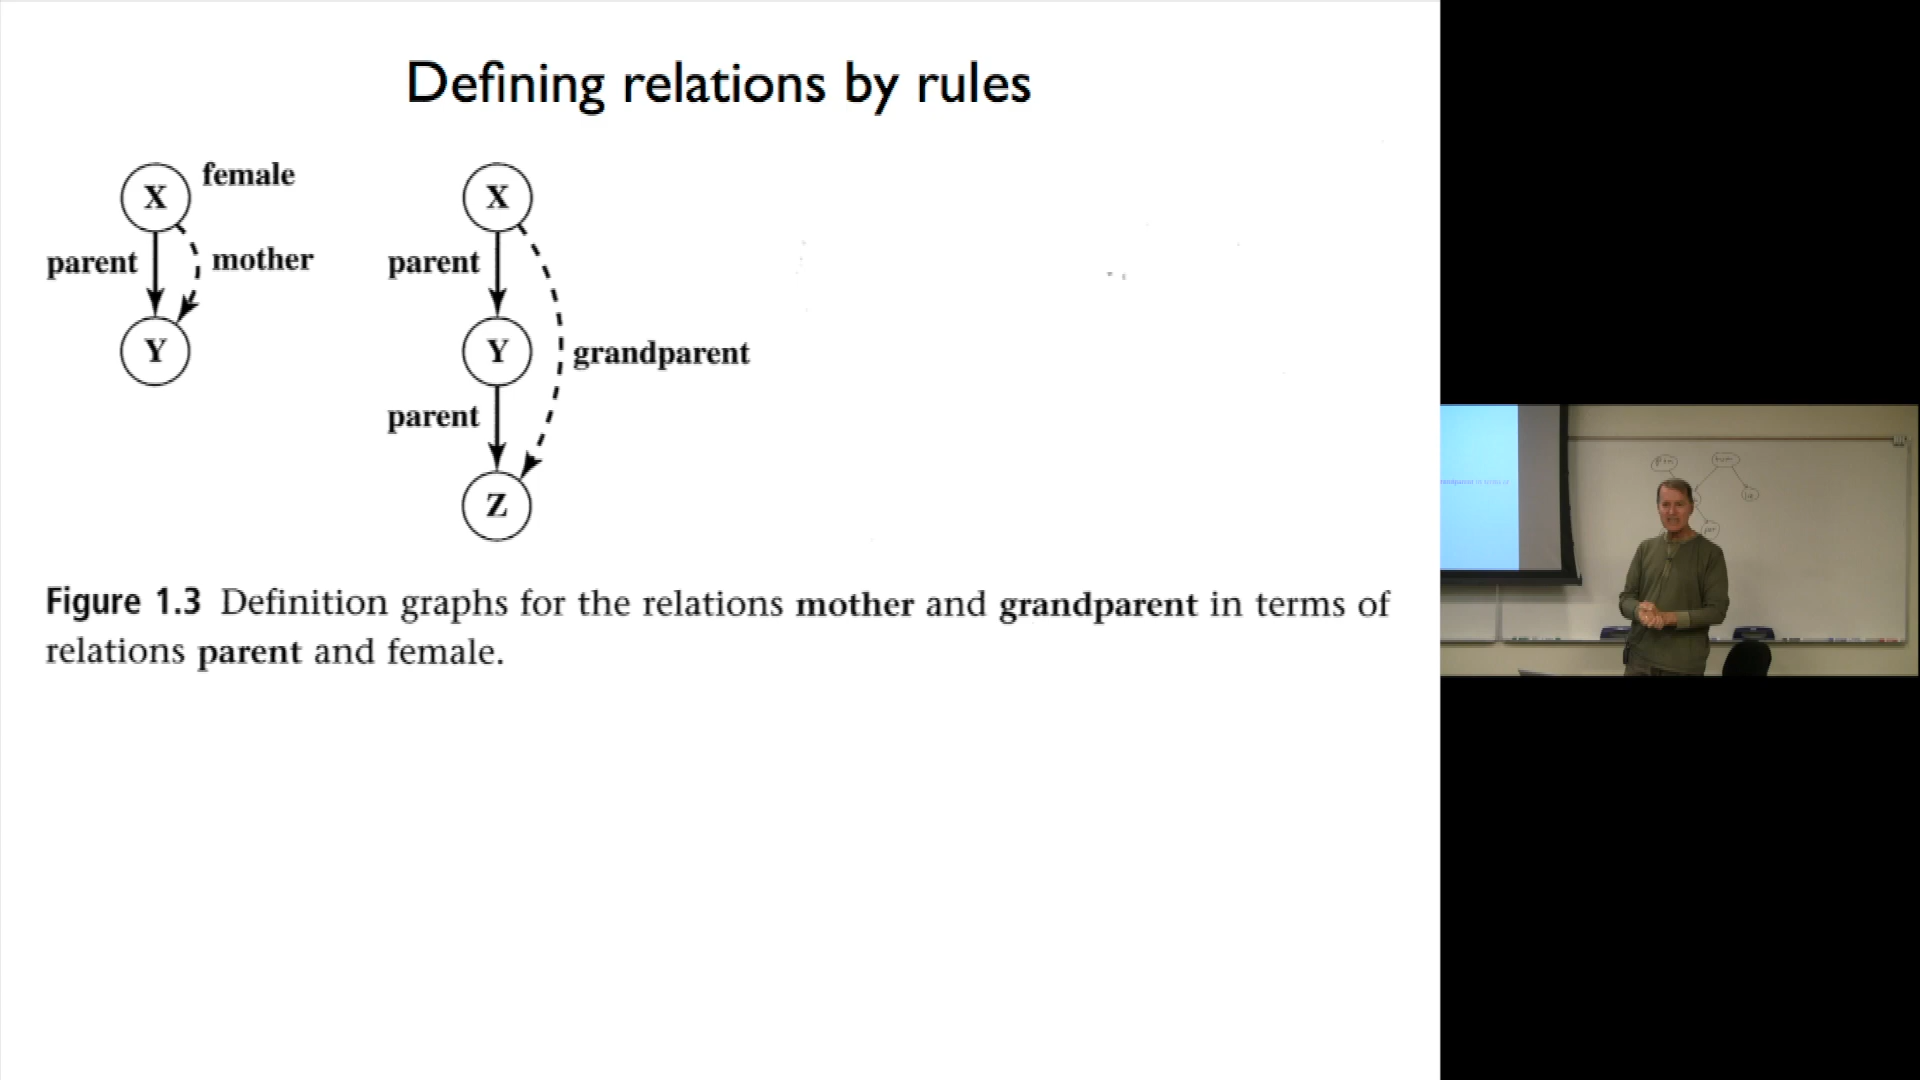 Defining relations by rules
X
female
parent
mother
Y
X
parent
Y
grandparent
parent
Z
Figure 1.3 Definition graphs for the relations mother and grandparent in terms of
relations parent and female.